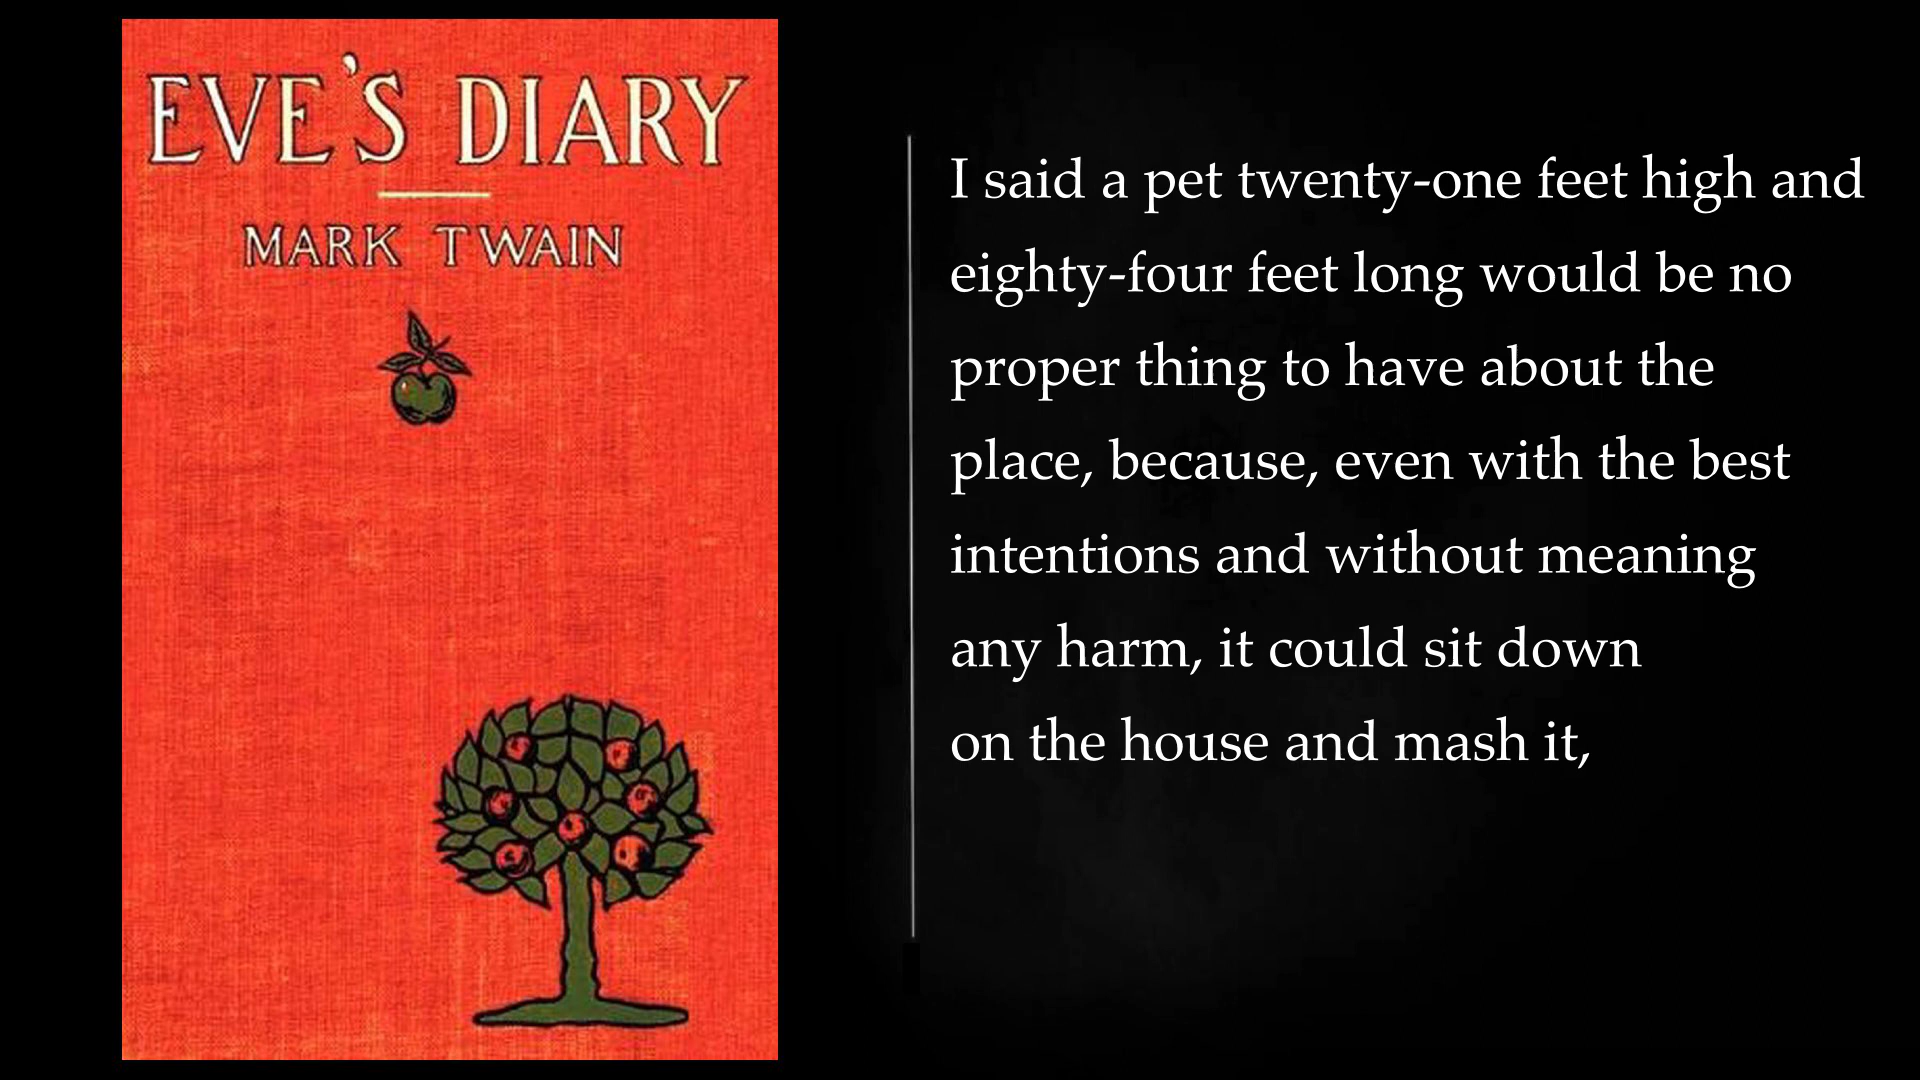 EVE'S DIARY
MARK TWAIN
I said a pet twenty-one feet high and
eighty-four feet long would be no
proper thing to have about the
place, because, even with the best
intentions and without meaning
any harm, it could sit down
on the house and mash it,